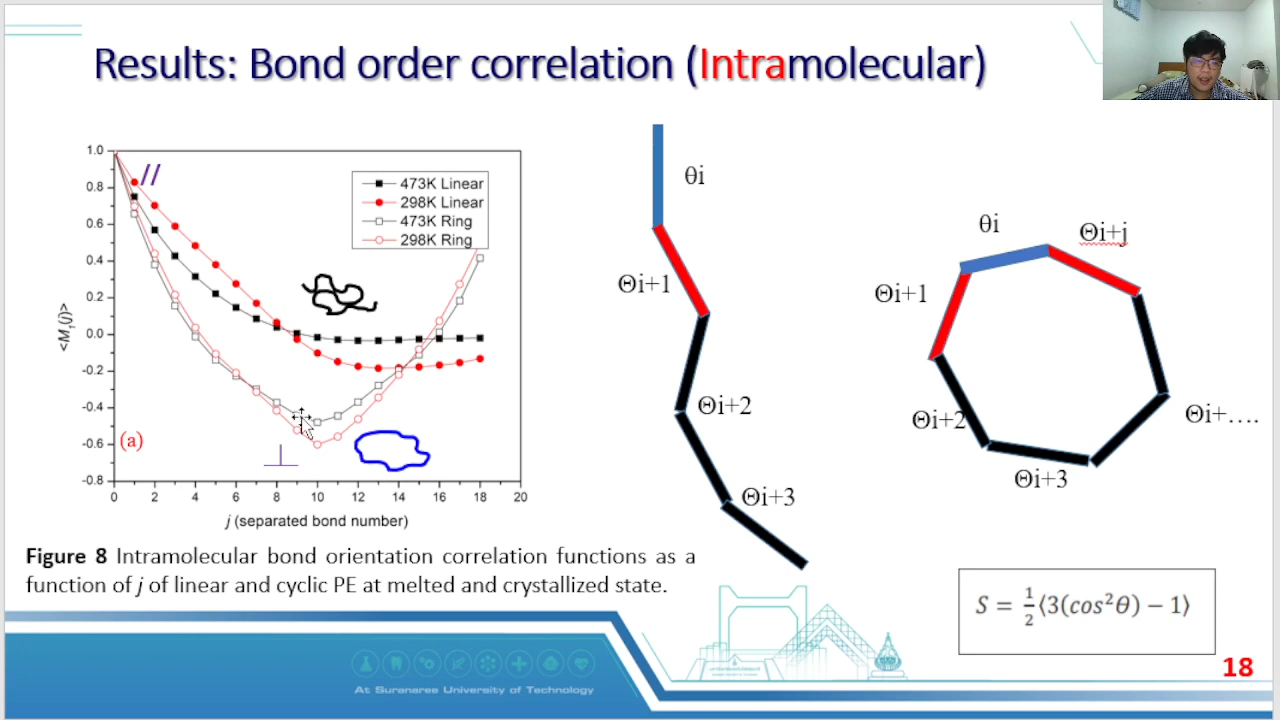 Results: Bond order correlation (Intramolecular)
1.0
0.8
0.6
0.4
0.2
0.0
-0.2
-0.4
-0.6
-0.8
<M₁(j)>
//
473K Linear
298K Linear
473K Ring
298K Ring
(a)
⊥
0 2 4 6 8 10 12 14 16 18 20
j (separated bond number)
Figure 8 Intramolecular bond orientation correlation functions as a
function of j of linear and cyclic PE at melted and crystallized state.
θi
Θi+1
Θi+2
Θi+3
θi
Θi+j
Θi+1
Θi+2
Θi+3
Θi+....
S = 1/2⟨3(cos²θ) − 1⟩
At Suranaree University of Technology
18